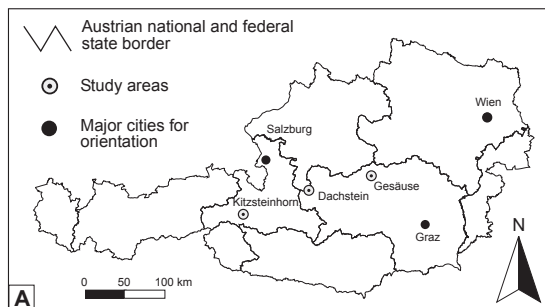 Austrian national and federal
state border
Study areas
Major cities for
orientation
Wien
Salzburg
Gesäuse
Dachstein
Kitzsteinhorn
Graz
N
A
0 50 100 km